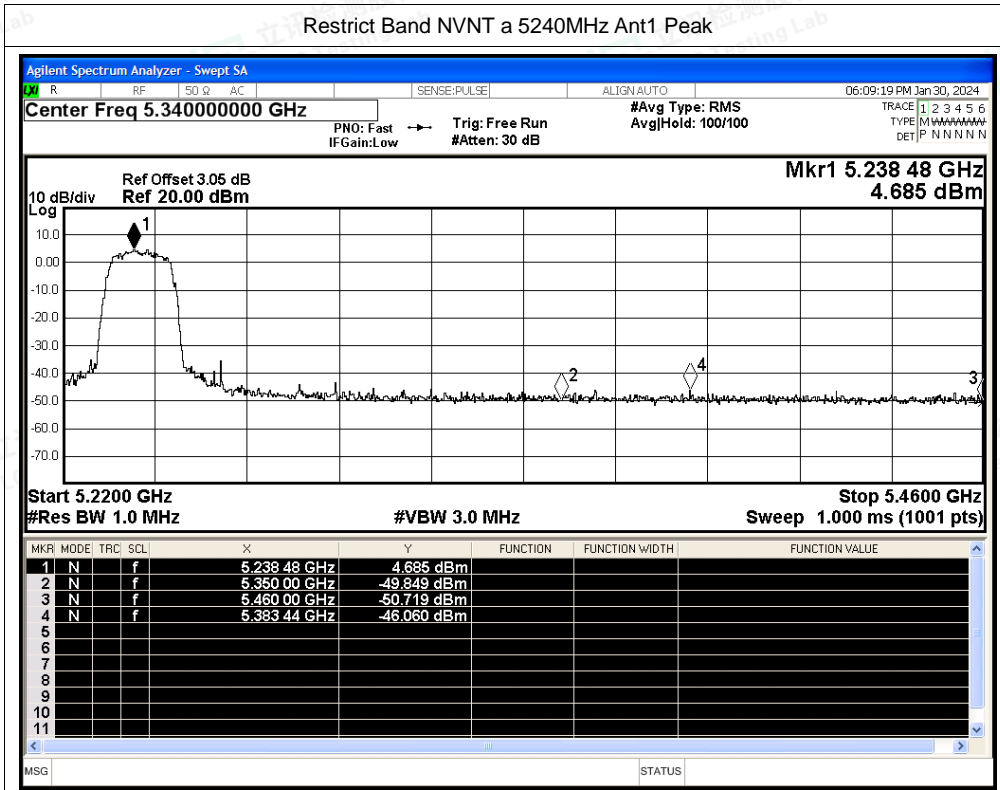 Restrict Band NVNT a 5240MHz Ant1 Peak
Agilent Spectrum Analyzer - Swept SA
LXI R RF 50 Ω AC SENSE:PULSE ALIGN AUTO 06:09:19 PM Jan 30, 2024
Center Freq 5.340000000 GHz #Avg Type: RMS TRACE 1 2 3 4 5 6
PNO: Fast Trig: Free Run Avg|Hold: 100/100 TYPE M WWWWW
IFGain:Low #Atten: 30 dB DET P N N N N N
Mkr1 5.238 48 GHz
4.685 dBm
Ref Offset 3.05 dB
10 dB/div Ref 20.00 dBm
Log
10.0
0.00
-10.0
-20.0
-30.0
-40.0
-50.0
-60.0
-70.0
1
2
4
3
Start 5.2200 GHz Stop 5.4600 GHz
#Res BW 1.0 MHz #VBW 3.0 MHz Sweep 1.000 ms (1001 pts)
MKR MODE TRC SCL X Y FUNCTION FUNCTION WIDTH FUNCTION VALUE
1 N f 5.238 48 GHz 4.685 dBm
2 N f 5.350 00 GHz -49.849 dBm
3 N f 5.460 00 GHz -50.719 dBm
4 N f 5.383 44 GHz -46.060 dBm
5
6
7
8
9
10
11
MSG STATUS